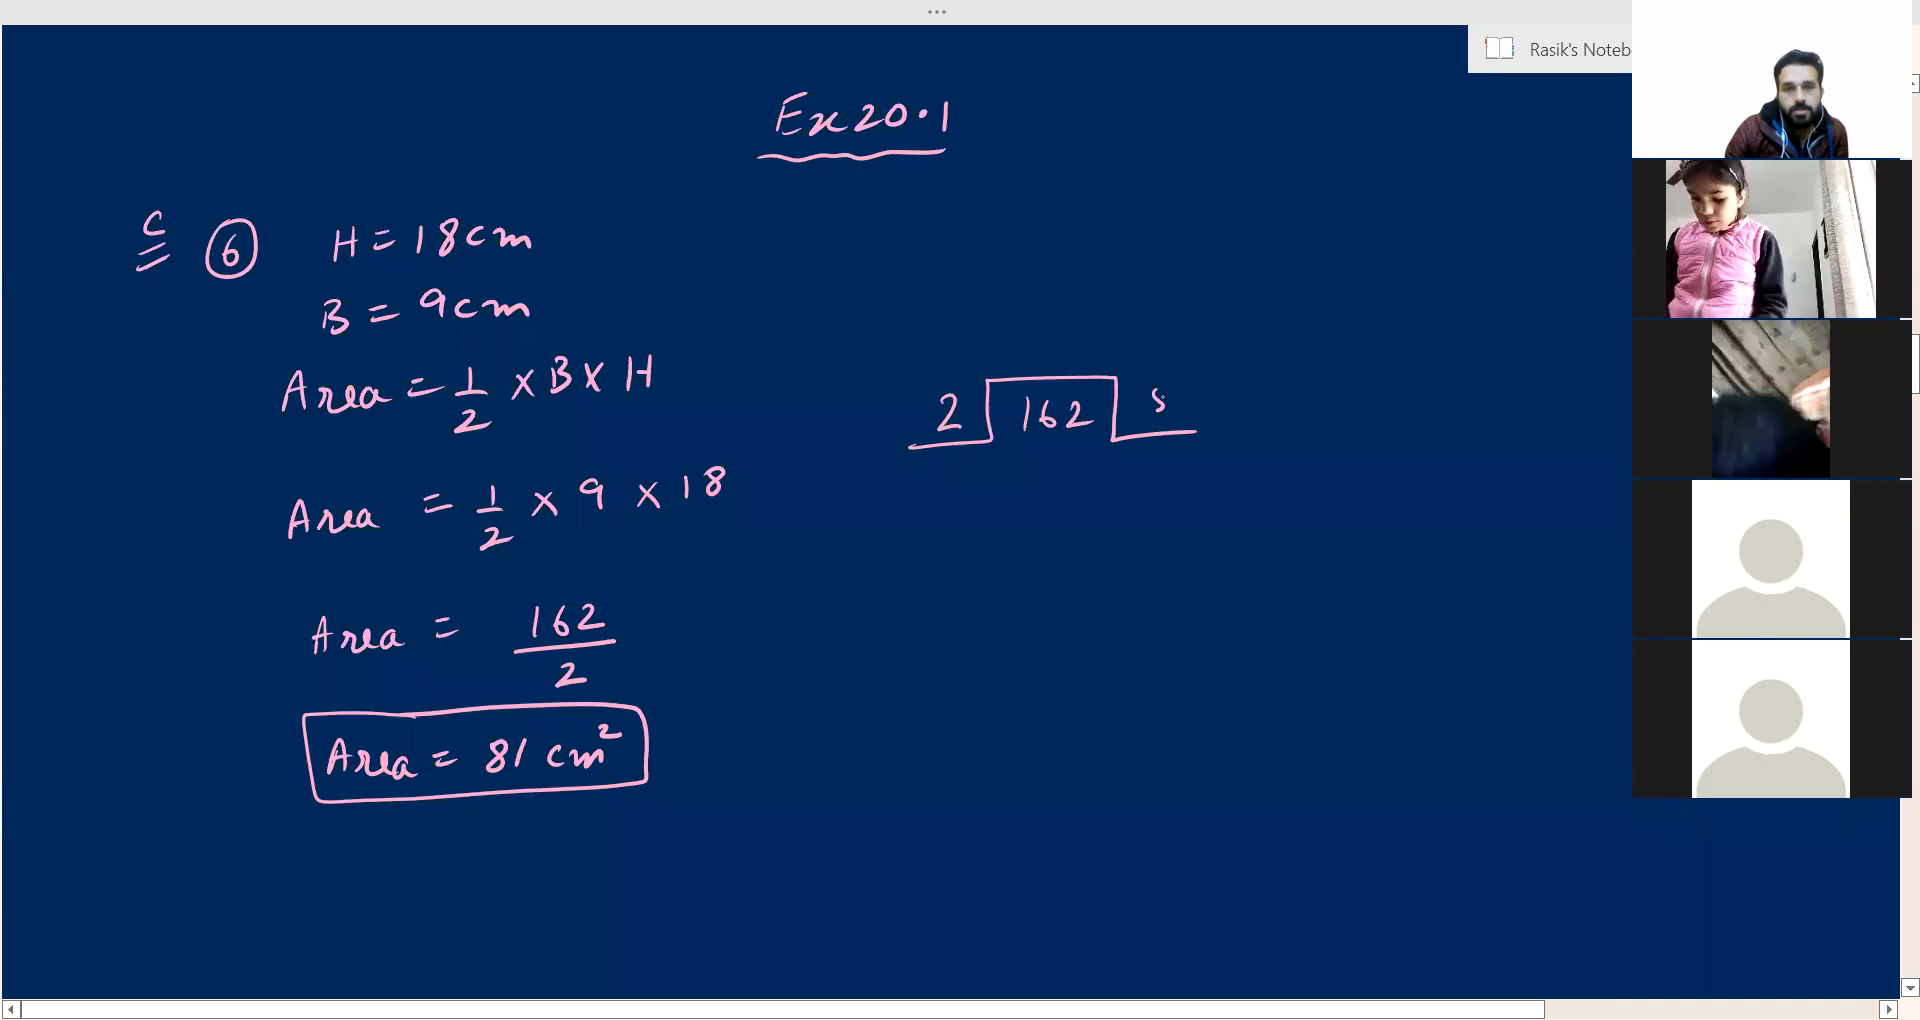 Rasik's Noteb
Ex 20.1
C
6 H = 18cm
B = 9cm
Area = 1/2 × B × H
Area = 1/2 × 9 × 18
Area = 162/2
Area = 81 cm²
2 162